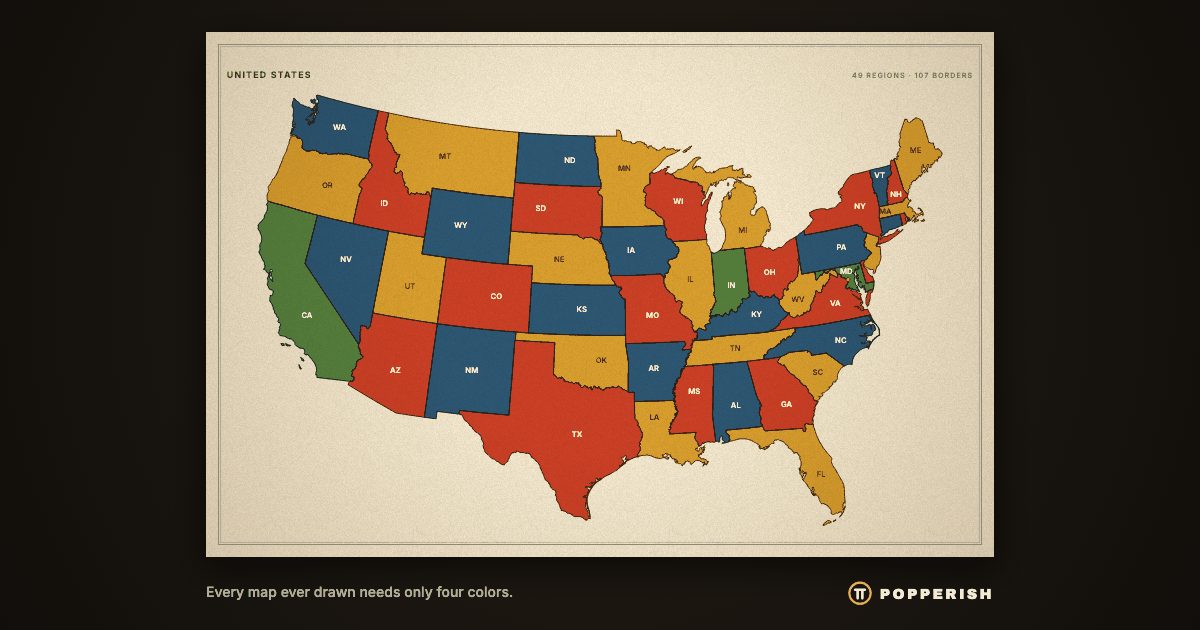 UNITED STATES
49 REGIONS · 107 BORDERS
WA
MT
ND
MN
ME
VT
NH
OR
ID
SD
WI
NY
MA
WY
MI
NV
NE
IA
PA
UT
IL
IN
OH
MD
CO
WV
VA
CA
KS
MO
KY
NC
AZ
NM
OK
AR
TN
SC
MS
AL
GA
TX
LA
FL
Every map ever drawn needs only four colors.
POPPERISH